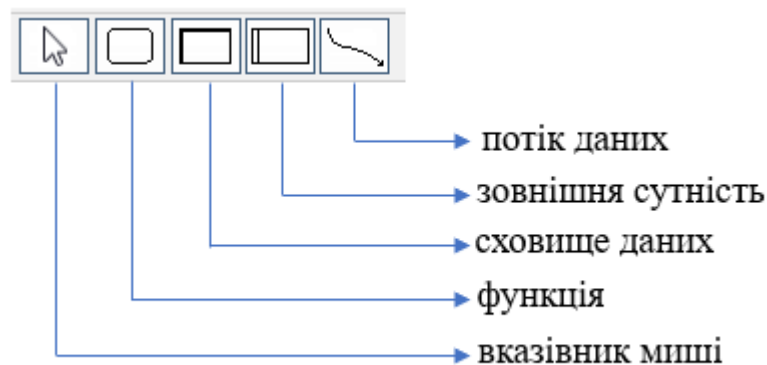 потік даних
зовнішня сутність
сховище даних
функція
вказівник миші